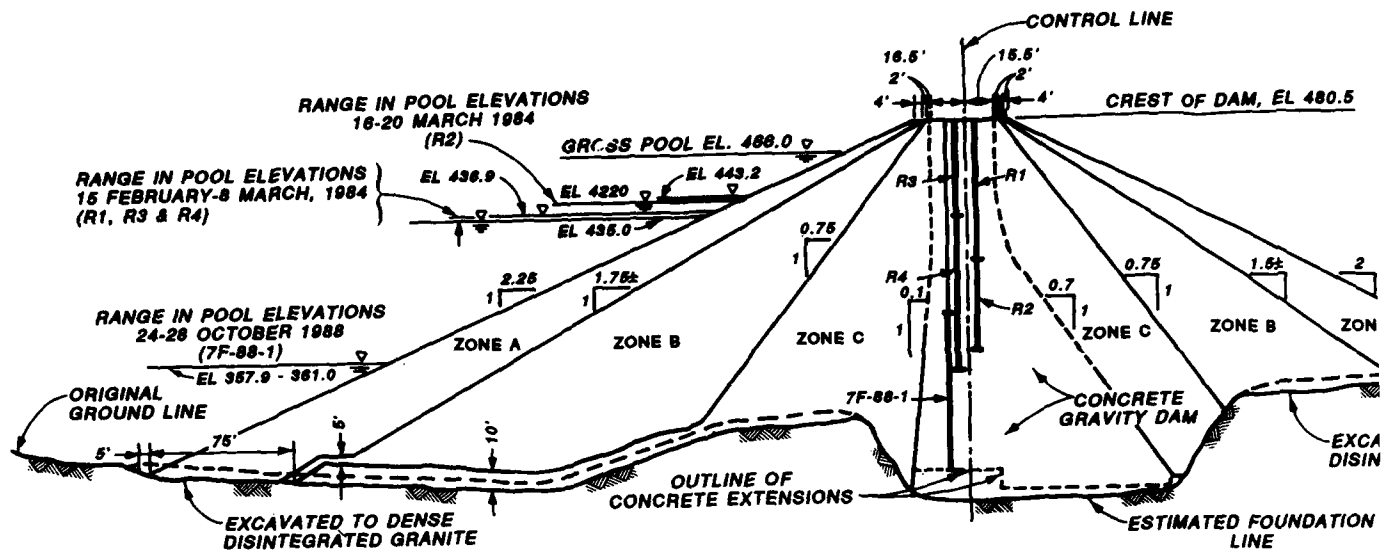 CONTROL LINE
16.5'
15.5'
2'
2'
4'
4'
CREST OF DAM, EL 480.5
RANGE IN POOL ELEVATIONS
16-20 MARCH 1984
(R2)
GROSS POOL EL. 466.0
RANGE IN POOL ELEVATIONS
15 FEBRUARY-8 MARCH, 1984
(R1, R3 & R4)
EL 436.9
EL 4220
EL 443.2
EL 435.0
R3
R1
R4
R2
0.75
1
2.25
1
1.75±
1
0.1
1
0.7
1
0.75
1
1.5±
1
2
RANGE IN POOL ELEVATIONS
24-28 OCTOBER 1988
(7F-88-1)
EL 357.9 - 361.0
ZONE A
ZONE B
ZONE C
ZONE C
ZONE B
ZON
ORIGINAL
GROUND LINE
7F-88-1
CONCRETE
GRAVITY DAM
5'
75'
5'
10'
EXCA
DISIN
OUTLINE OF
CONCRETE EXTENSIONS
EXCAVATED TO DENSE
DISINTEGRATED GRANITE
ESTIMATED FOUNDATION
LINE